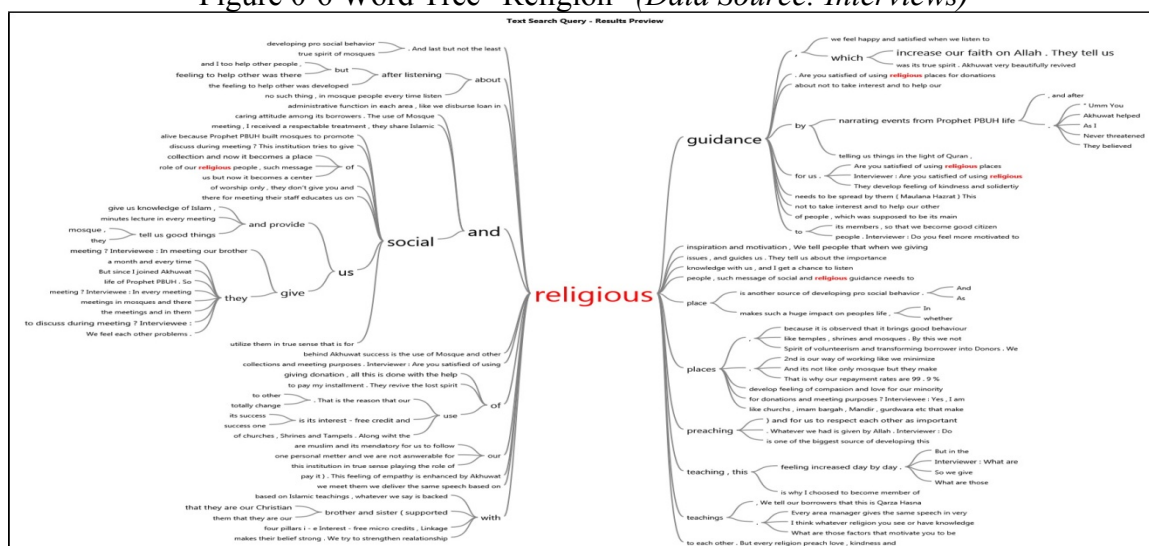 Figure 0-0 Word Tree "Religion" (Data Source: Interviews)
Text Search Query - Results Preview
developing pro social behavior
true spirit of mosques
. And last but not the least
and I too help other people ,
feeling to help other was there
but
the feeling to help other was developed
after listening
no such thing , in mosque people every time listen
about
administrative function in each area , like we disburse loan in
caring attitude among its borrowers . The use of Mosque
meeting , I received a respectable treatment , they share Islamic
alive because Prophet PBUH built mosques to promote
discuss during meeting ? This institution tries to give
collection and now it becomes a place
role of our religious people , such message
us but now it becomes a center
of
of worship only , they don't give you and
there for meeting their staff educates us on
give us knowledge of Islam ,
minutes lecture in every meeting
mosque ,
they
tell us good things
and provide
meeting ? Interviewee : In meeting our brother
a month and every time
But since I joined Akhuwat
life of Prophet PBUH . So
meeting ? Interviewee : In every meeting
meetings in mosques and there
the meetings and in them
to discuss during meeting ? Interviewee :
We feel each other problems .
they
give
us
social
and
utilize them in true sense that is for
behind Akhuwat success is the use of Mosque and other
collections and meeting purposes . Interviewer : Are you satisfied of using
giving donation , all this is done with the help
to pay my installment . They revive the lost spirit
to other
totally change
. That is the reason that our
its success
success one
is its interest - free credit and
use
of churches , Shrines and Tampels . Along wiht the
of
are muslim and its mendatory for us to follow
one personal metter and we are not asnwerable for
this institution in true sense playing the role of
our
pay it ) . This feeling of empathy is enhanced by Akhuwat
we meet them we deliver the same speech based on
based on Islamic teachings , whatever we say is backed
that they are our Christian
them that they are our
brother and sister ( supported
four pillars i - e Interest - free micro credits , Linkage
makes their belief strong . We try to strengthen realationship
with
religious
guidance
,
we feel happy and satisfied when we listen to
which
increase our faith on Allah . They tell us
was its true spirit . Akhuwat very beautifully revived
. Are you satisfied of using religious places for donations
about not to take interest and to help our
by
narrating events from Prophet PBUH life
, and after
.
" Umm You
Akhuwat helped
As I
Never threatened
They believed
telling us things in the light of Quran ,
for us .
Are you satisfied of using religious places
Interviewer : Are you satisfied of using religious
They develop feeling of kindness and solidertiy
needs to be spread by them ( Maulana Hazrat ) This
not to take interest and to help our other
of people , which was supposed to be its main
to
its members , so that we become good citizen
people . Interviewer : Do you feel more motivated to
inspiration and motivation , We tell people that when we giving
issues , and guides us . They tell us about the importance
knowledge with us , and I get a chance to listen
people , such message of social and religious guidance needs to
place
is another source of developing pro social behavior .
And
As
makes such a huge impact on peoples life ,
In
whether
places
,
because it is observed that it brings good behaviour
like temples , shrines and mosques . By this we not
Spirit of volunteerism and transforming borrower into Donors . We
.
2nd is our way of working like we minimize
And its not like only mosque but they make
That is why our repayment rates are 99 . 9 %
develop feeling of compassion and love for our minority
for donations and meeting purposes ? Interviewee : Yes , I am
like churchs , imam bargah , Mandir , gurdwara etc that make
preaching
) and for us to respect each other as important
. Whatever we had is given by Allah . Interviewer : Do
is one of the biggest source of developing this
teaching , this
feeling increased day by day .
But in the
Interviewer : What are
So we give
What are those
is why I choosed to become member of
teachings
, We tell our borrowers that this is Qarza Hasna
.
Every area manager gives the same speech in very
I think whatever religion you see or have knowledge
What are those factors that motivate you to be
to each other . But every religion preach love , kindness and